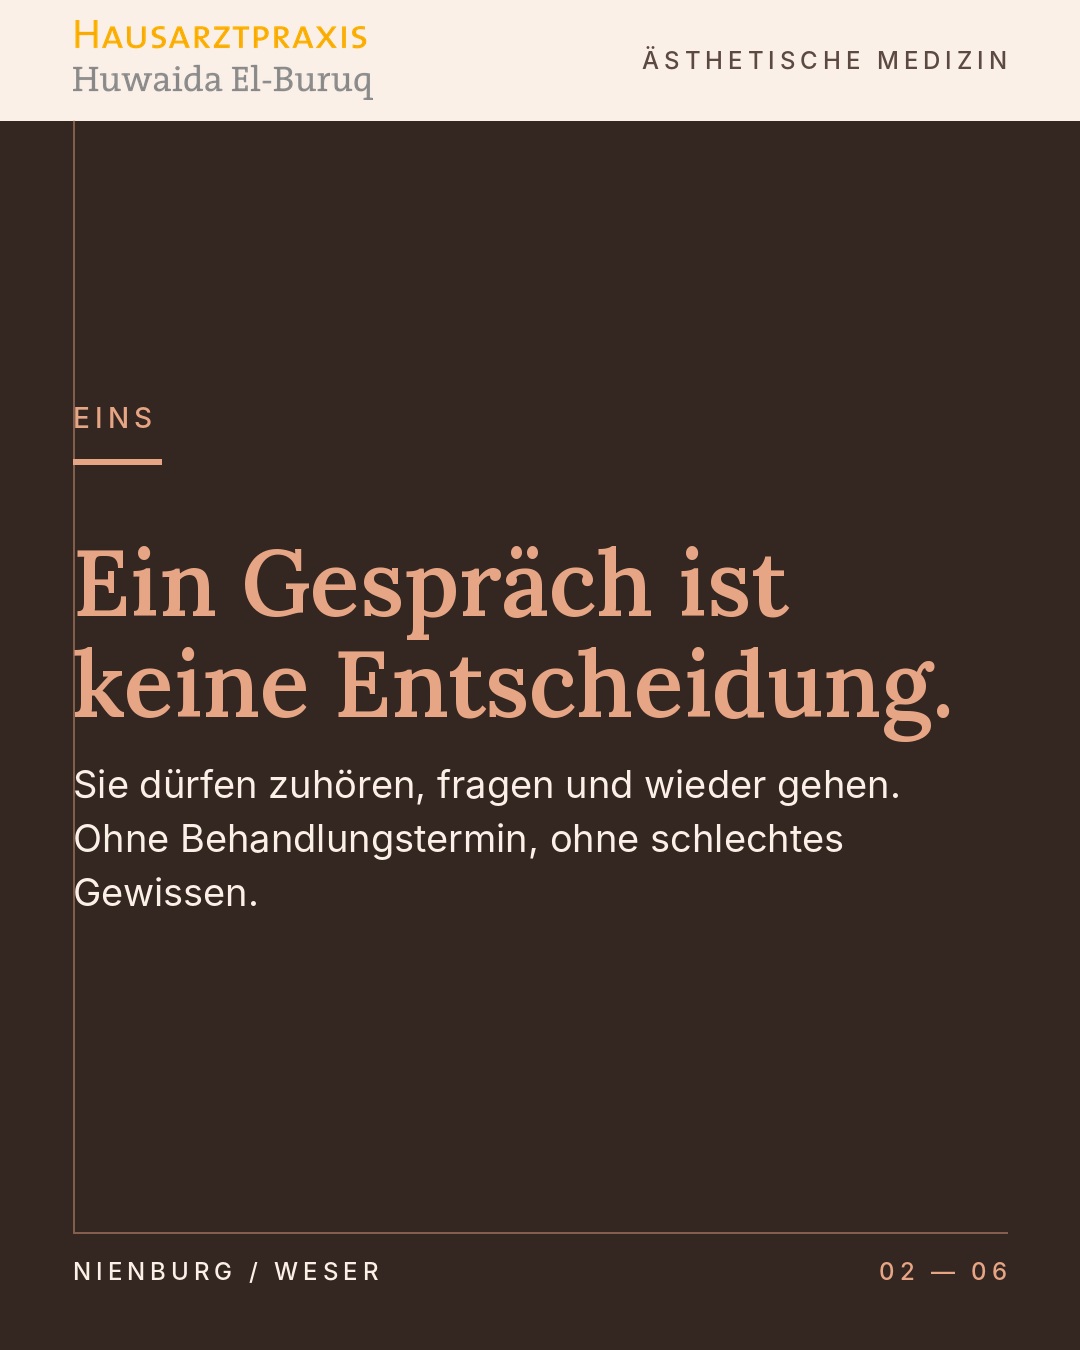 HAUSARZTPRAXIS
Huwaida El-Buruq
ÄSTHETISCHE MEDIZIN
EINS
Ein Gespräch ist
keine Entscheidung.
Sie dürfen zuhören, fragen und wieder gehen.
Ohne Behandlungstermin, ohne schlechtes
Gewissen.
NIENBURG / WESER
02 — 06